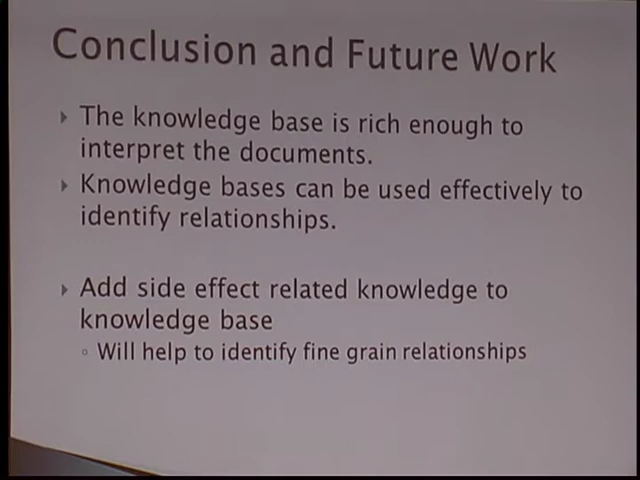 Conclusion and Future Work
The knowledge base is rich enough to
interpret the documents.
Knowledge bases can be used effectively to
identify relationships.
Add side effect related knowledge to
knowledge base
Will help to identify fine grain relationships